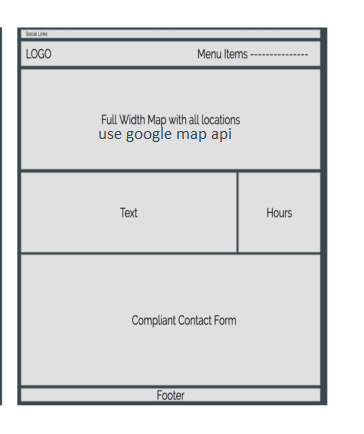 Social Links
LOGO
Menu Items ---------------
Full Width Map with all locations
use google map api
Text
Hours
Compliant Contact Form
Footer